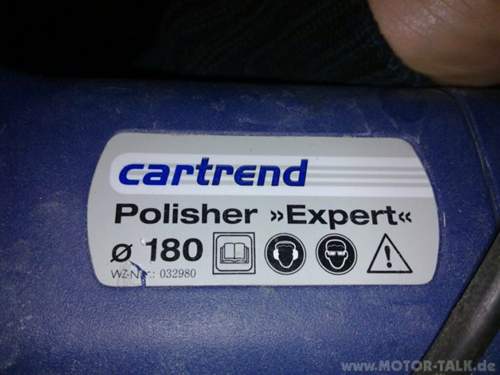 cartrend
Polisher »Expert«
ø 180
WZ-Nr.: 032980
www.MOTOR-TALK.de